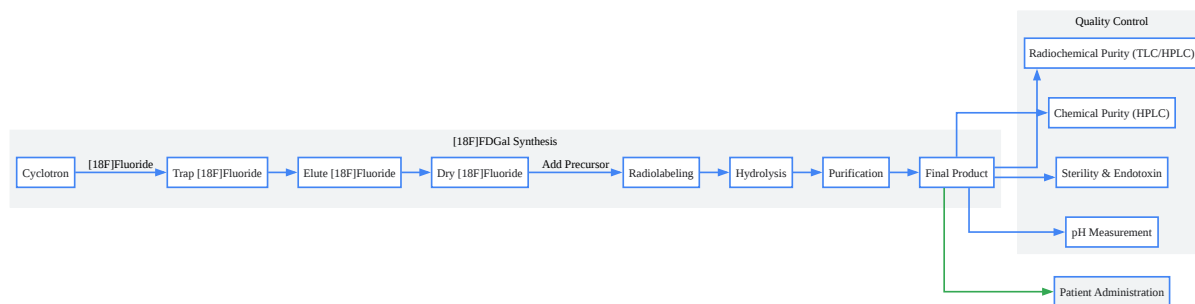 Quality Control
Radiochemical Purity (TLC/HPLC)
Chemical Purity (HPLC)
[18F]FDGal Synthesis
Cyclotron
[18F]Fluoride
Trap [18F]Fluoride
Elute [18F]Fluoride
Dry [18F]Fluoride
Add Precursor
Radiolabeling
Hydrolysis
Purification
Final Product
Sterility & Endotoxin
pH Measurement
Patient Administration